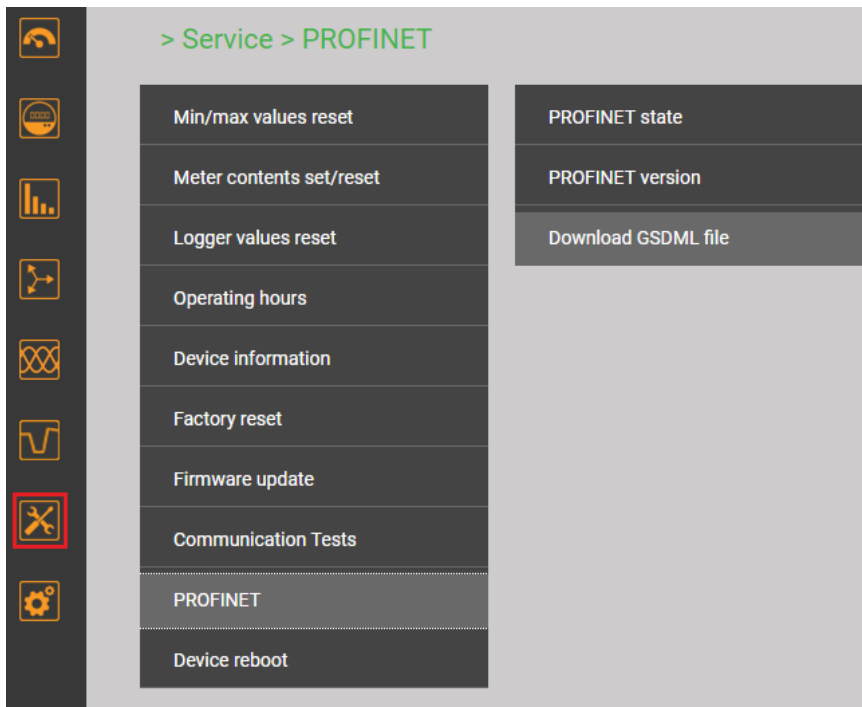 > Service > PROFINET
Min/max values reset
Meter contents set/reset
Logger values reset
Operating hours
Device information
Factory reset
Firmware update
Communication Tests
PROFINET
Device reboot
PROFINET state
PROFINET version
Download GSDML file